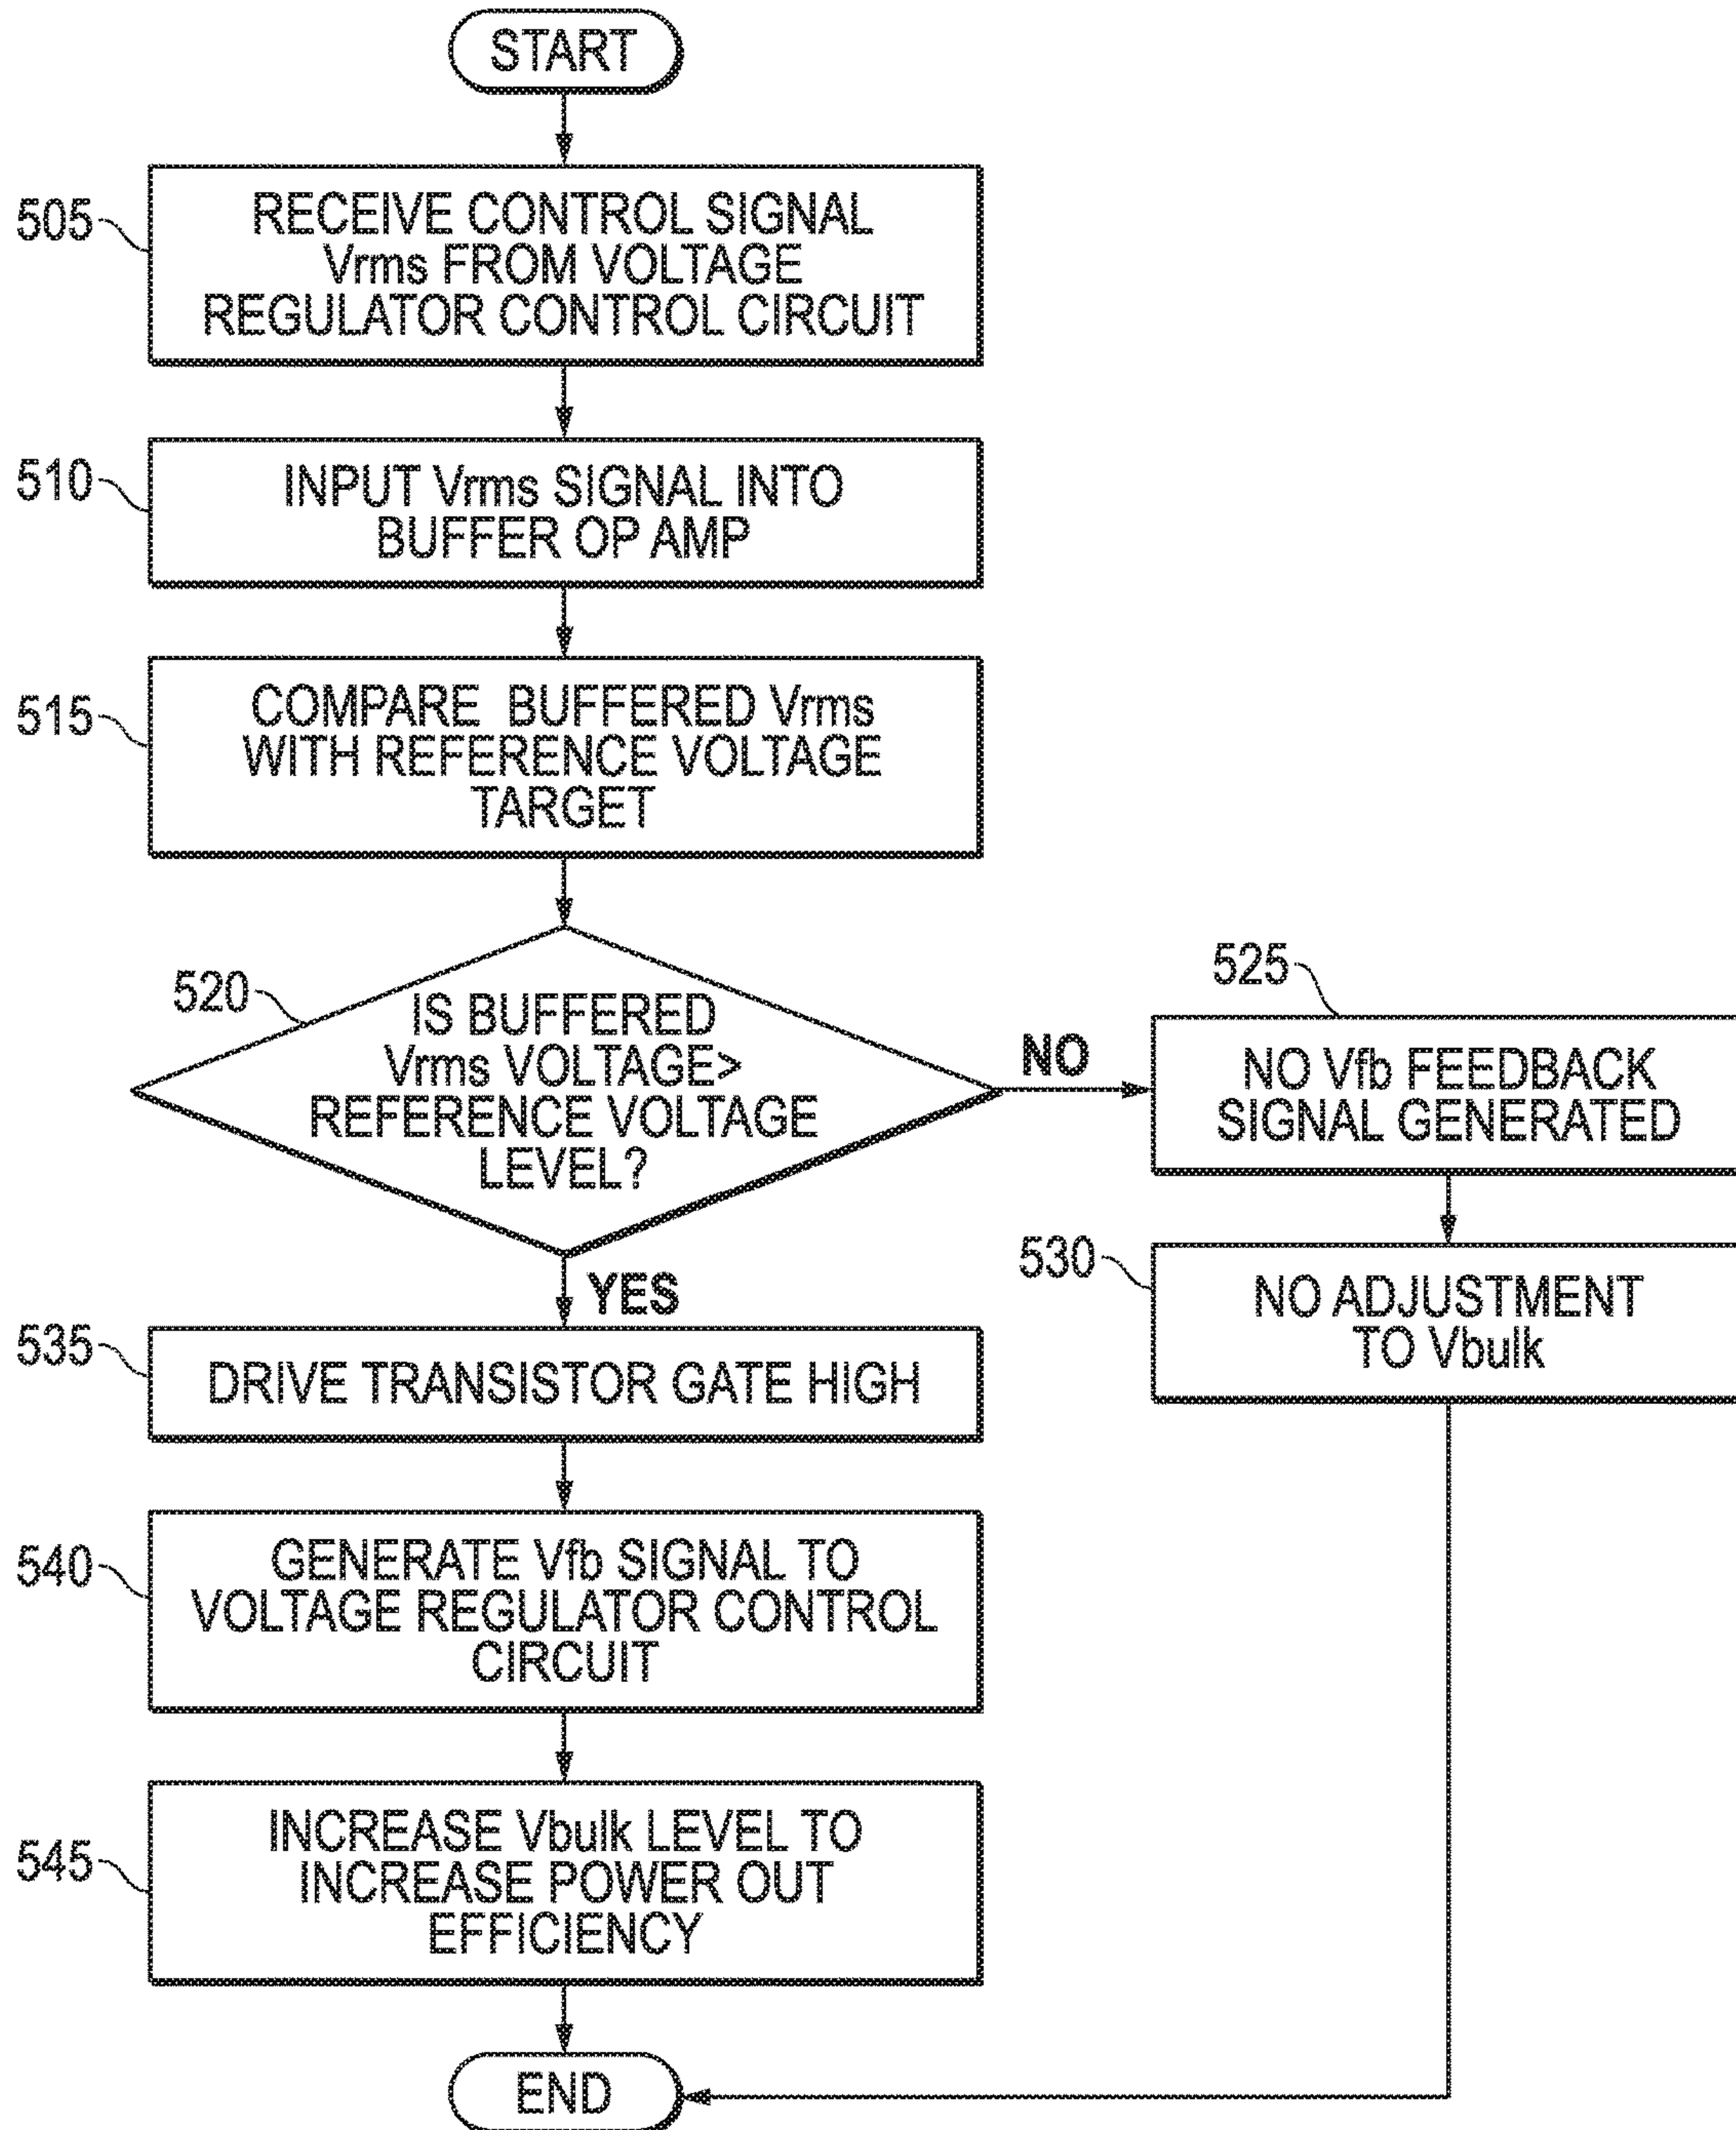 START
505
RECEIVE CONTROL SIGNAL
Vrms FROM VOLTAGE
REGULATOR CONTROL CIRCUIT
510
INPUT Vrms SIGNAL INTO
BUFFER OP AMP
515
COMPARE BUFFERED Vrms
WITH REFERENCE VOLTAGE
TARGET
520
IS BUFFERED
Vrms VOLTAGE>
REFERENCE VOLTAGE
LEVEL?
NO
525
NO Vfb FEEDBACK
SIGNAL GENERATED
530
NO ADJUSTMENT
TO Vbulk
YES
535
DRIVE TRANSISTOR GATE HIGH
540
GENERATE Vfb SIGNAL TO
VOLTAGE REGULATOR CONTROL
CIRCUIT
545
INCREASE Vbulk LEVEL TO
INCREASE POWER OUT
EFFICIENCY
END